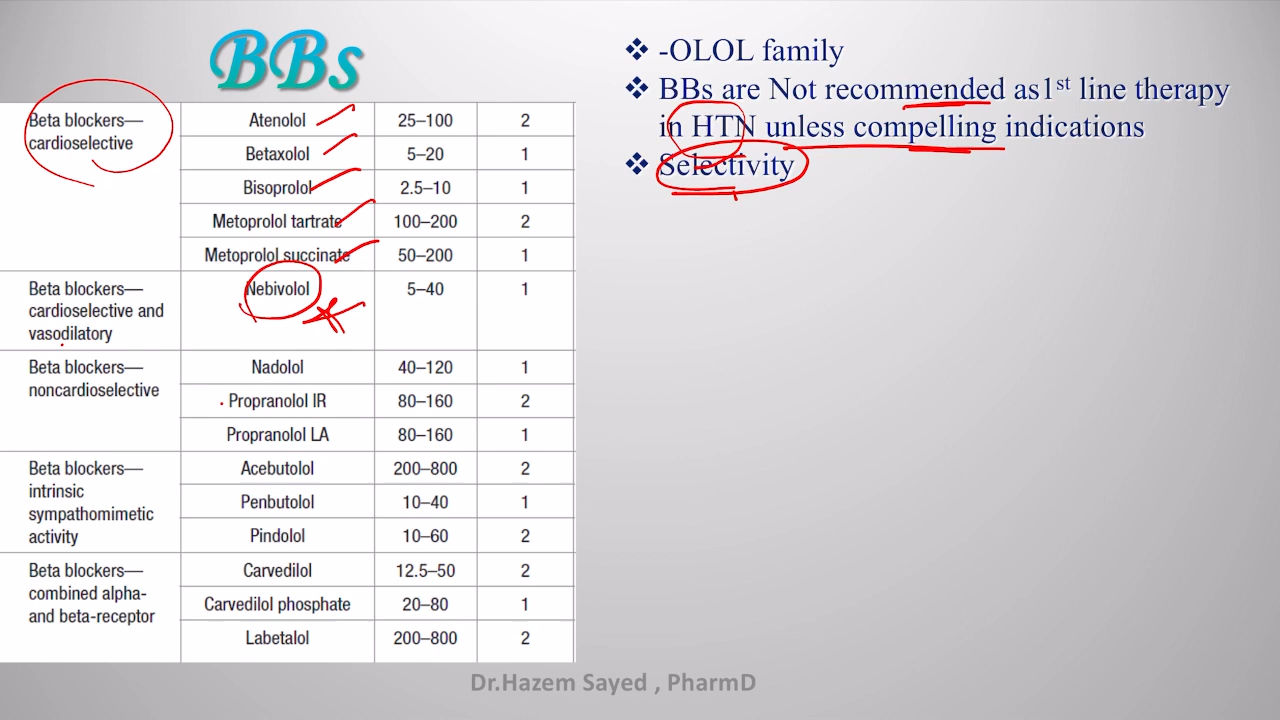 BBs
Beta blockers—
cardioselective
Atenolol 25–100 2
Betaxolol 5–20 1
Bisoprolol 2.5–10 1
Metoprolol tartrate 100–200 2
Metoprolol succinate 50–200 1
Beta blockers—
cardioselective and
vasodilatory
Nebivolol 5–40 1
Beta blockers—
noncardioselective
Nadolol 40–120 1
Propranolol IR 80–160 2
Propranolol LA 80–160 1
Beta blockers—
intrinsic
sympathomimetic
activity
Acebutolol 200–800 2
Penbutolol 10–40 1
Pindolol 10–60 2
Beta blockers—
combined alpha-
and beta-receptor
Carvedilol 12.5–50 2
Carvedilol phosphate 20–80 1
Labetalol 200–800 2
❖ -OLOL family
❖ BBs are Not recommended as1st line therapy
in HTN unless compelling indications
❖ Selectivity
Dr.Hazem Sayed , PharmD